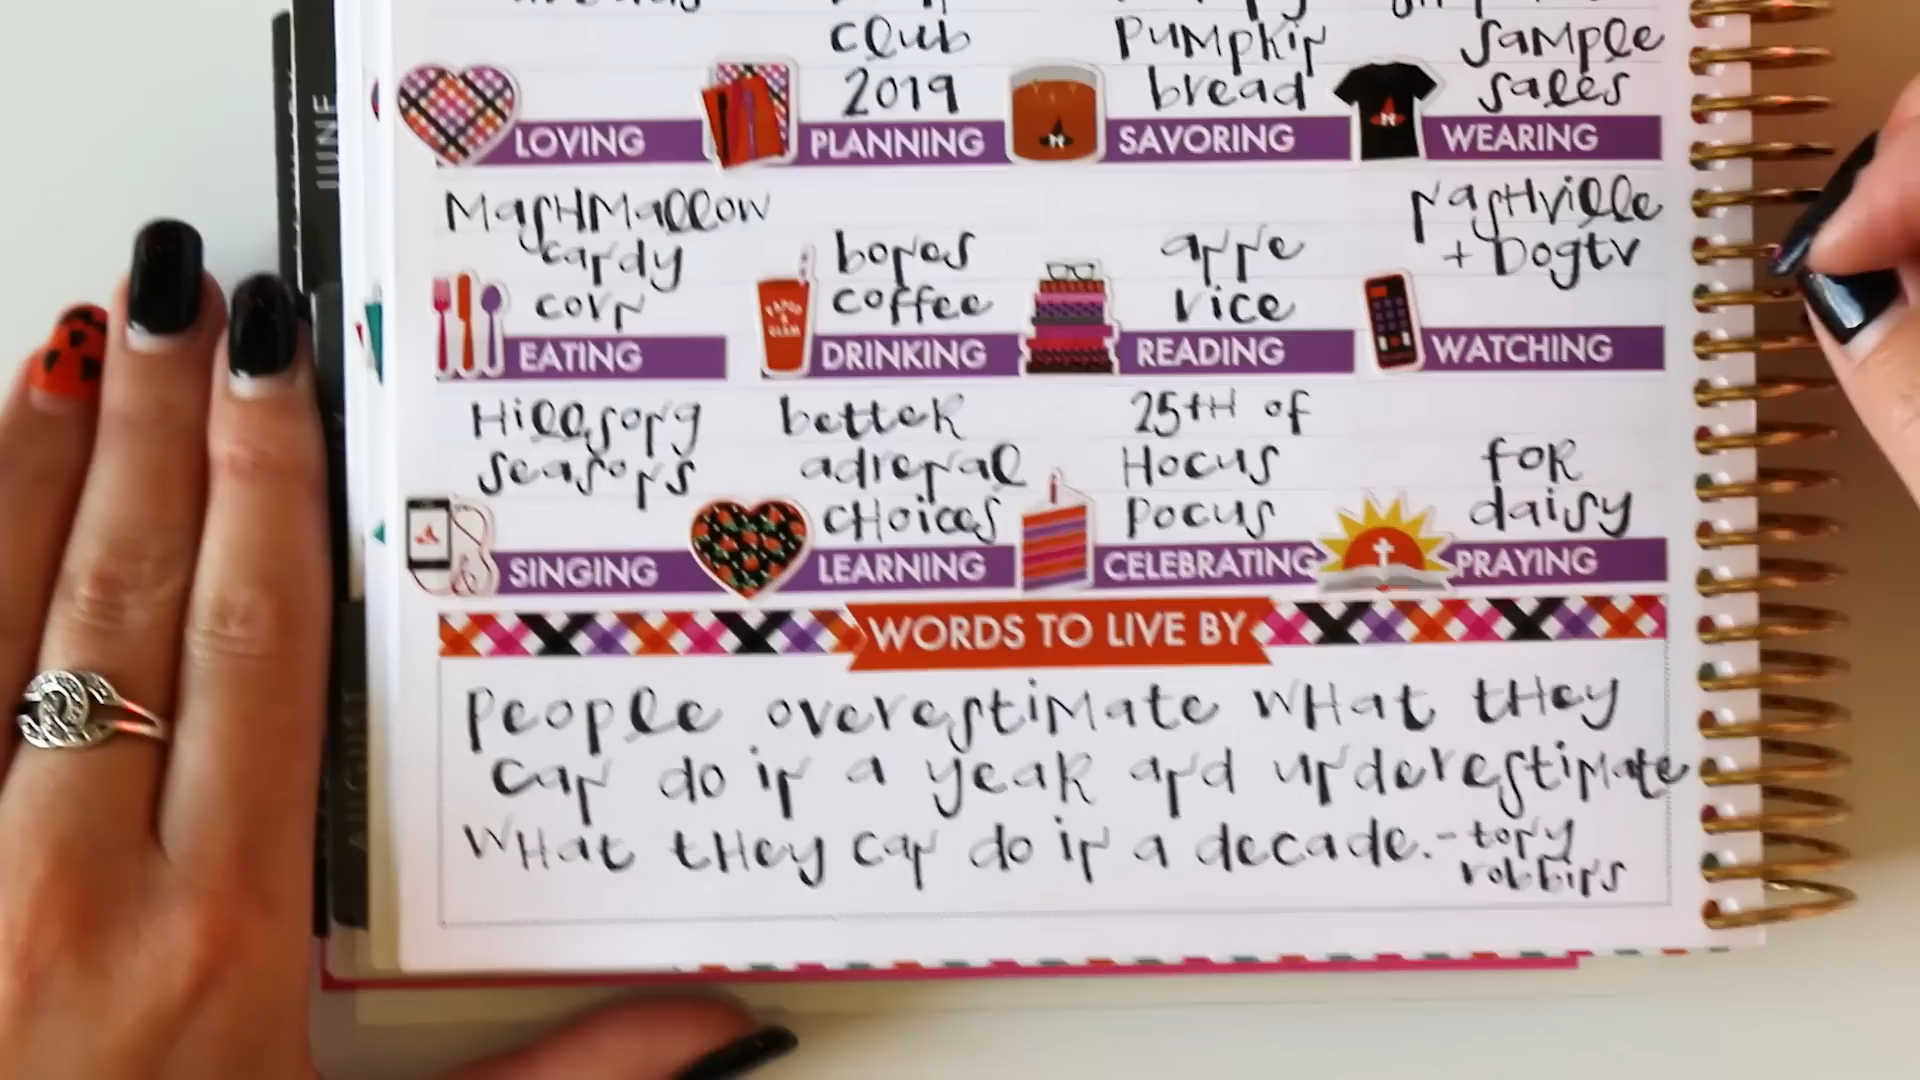 club
Pumpkin
sample
2019
bread
sales
LOVING
PLANNING
SAVORING
WEARING
Mashmallow
candy
corn
bones
coffee
anne
rice
nashville
+ Dogtv
EATING
DRINKING
READING
WATCHING
Hillsong
seasons
better
adrenal
choices
25th of
Hocus
Pocus
for
daisy
SINGING
LEARNING
CELEBRATING
PRAYING
WORDS TO LIVE BY
People overestimate what they
can do in a year and underestimate
what they can do in a decade. - tony
robbins
JUNE
AUGUST